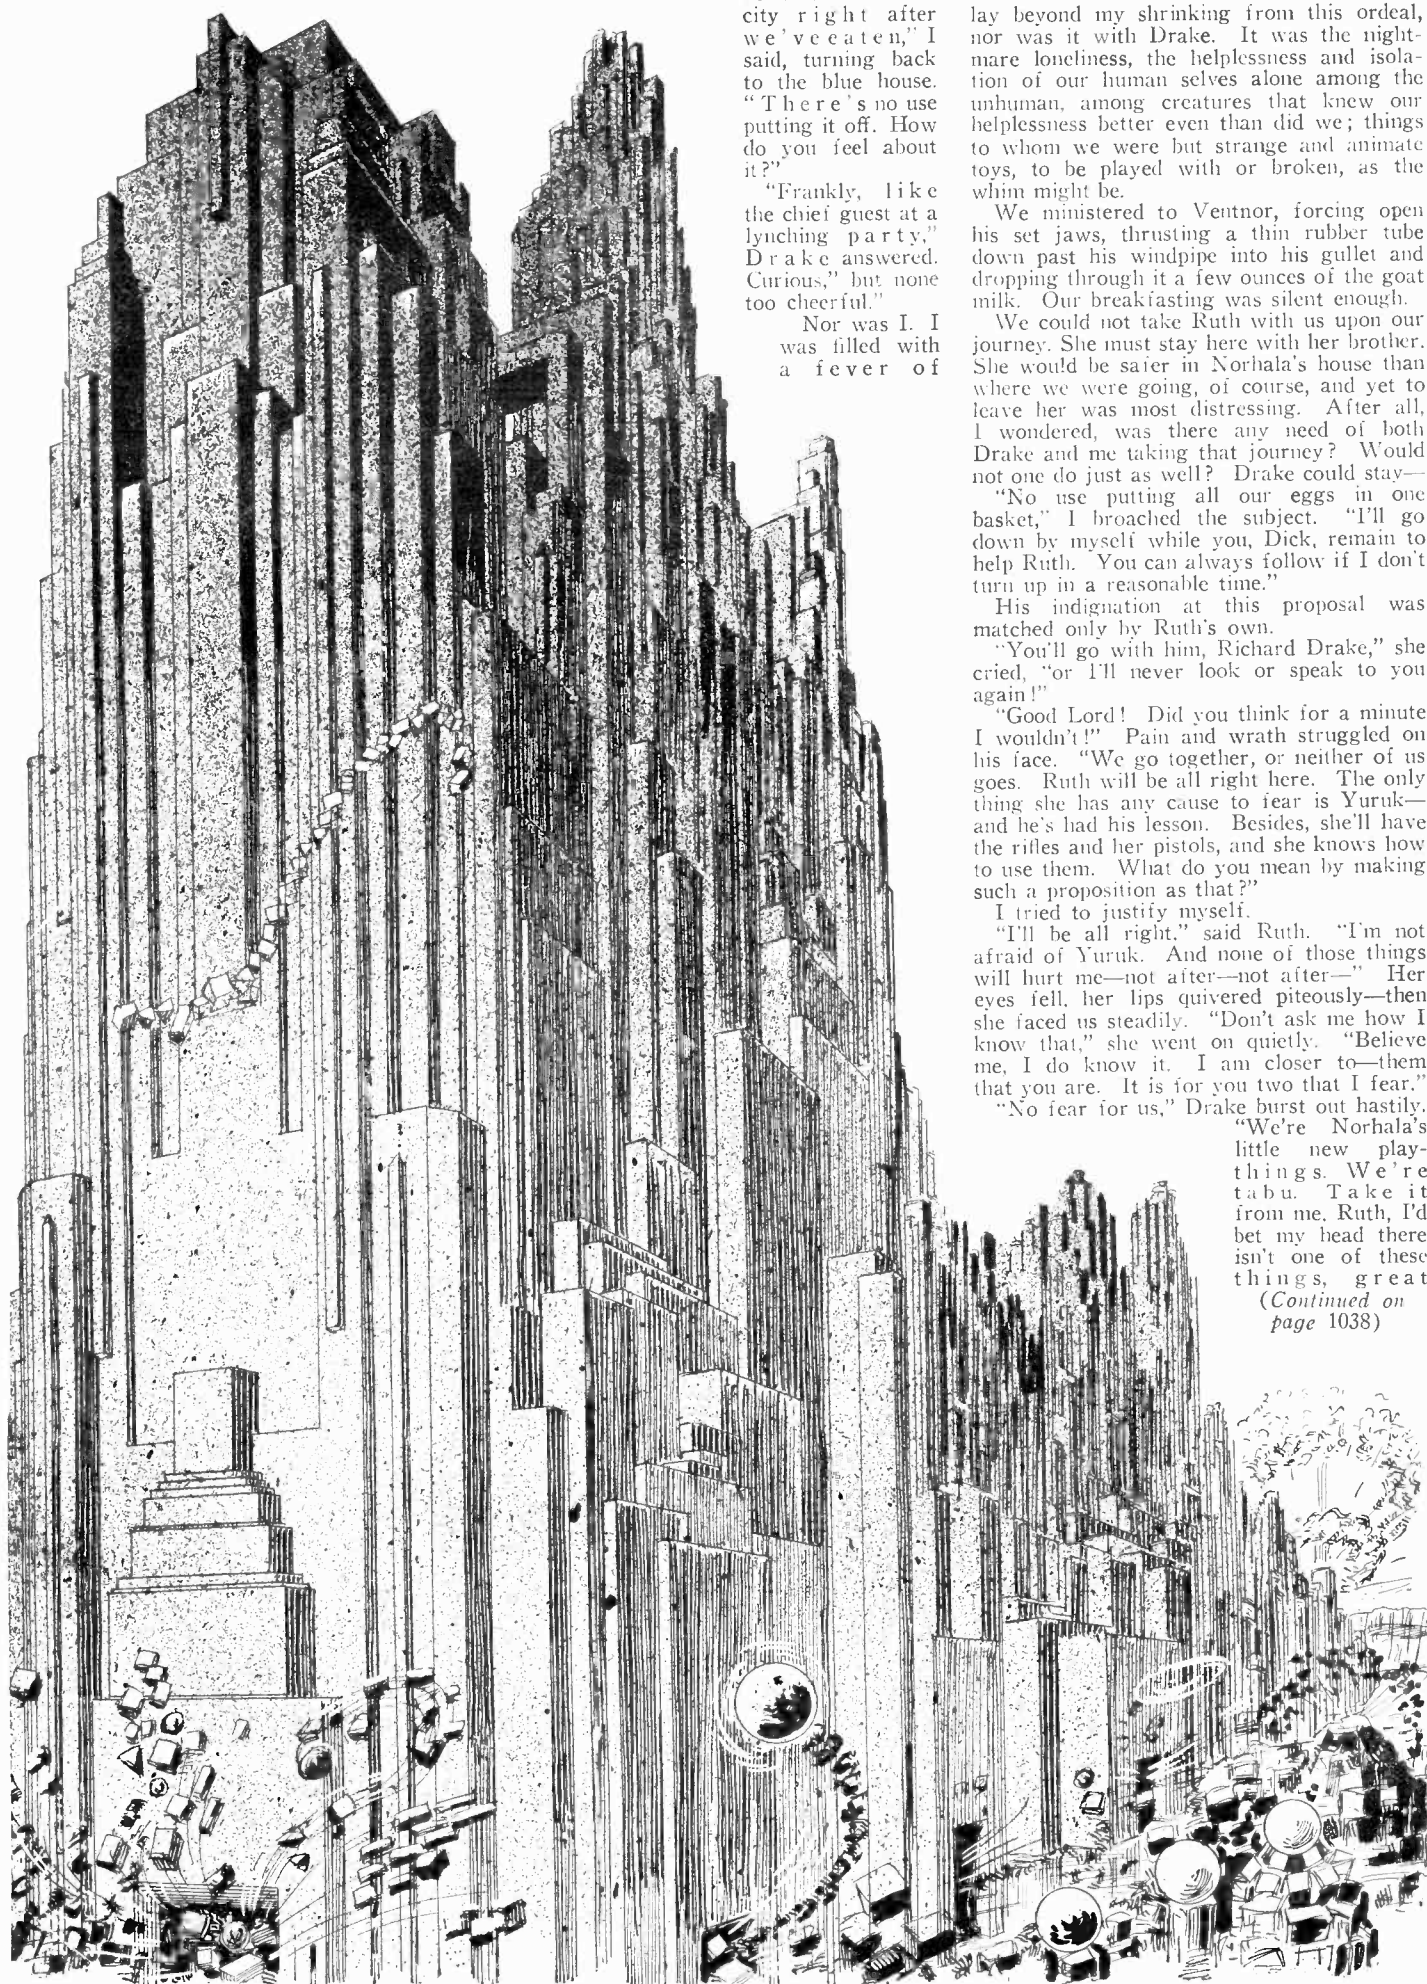 city right after
we've eaten," I
said, turning back
to the blue house.
"There's no use
putting it off. How
do you feel about
it?"
"Frankly, like
the chief guest at a
lynching party,"
Drake answered.
Curious," but none
too cheerful."
Nor was I. I
was filled with
a fever of
lay beyond my shrinking from this ordeal,
nor was it with Drake. It was the night-
mare loneliness, the helplessness and isola-
tion of our human selves alone among the
unhuman, among creatures that knew our
helplessness better even than did we; things
to whom we were but strange and animate
toys, to be played with or broken, as the
whim might be.
We ministered to Ventnor, forcing open
his set jaws, thrusting a thin rubber tube
down past his windpipe into his gullet and
dropping through it a few ounces of the goat
milk. Our breakfasting was silent enough.
We could not take Ruth with us upon our
journey. She must stay here with her brother.
She would be safer in Norhala's house than
where we were going, of course, and yet to
leave her was most distressing. After all,
I wondered, was there any need of both
Drake and me taking that journey? Would
not one do just as well? Drake could stay—
"No use putting all our eggs in one
basket," I broached the subject. "I'll go
down by myself while you, Dick, remain to
help Ruth. You can always follow if I don't
turn up in a reasonable time."
His indignation at this proposal was
matched only by Ruth's own.
"You'll go with him, Richard Drake," she
cried, "or I'll never look or speak to you
again!"
"Good Lord! Did you think for a minute
I wouldn't!" Pain and wrath struggled on
his face. "We go together, or neither of us
goes. Ruth will be all right here. The only
thing she has any cause to fear is Yuruk—
and he's had his lesson. Besides, she'll have
the rifles and her pistols, and she knows how
to use them. What do you mean by making
such a proposition as that?"
I tried to justify myself.
"I'll be all right," said Ruth. "I'm not
afraid of Yuruk. And none of those things
will hurt me—not after—not after—" Her
eyes fell, her lips quivered piteously—then
she faced us steadily. "Don't ask me how I
know that," she went on quietly. "Believe
me, I do know it. I am closer to—them
that you are. It is for you two that I fear."
"No fear for us," Drake burst out hastily.
"We're Norhala's
little new play-
things. We're
tabu. Take it
from me, Ruth, I'd
bet my head there
isn't one of these
things, great
(Continued on
page 1038)